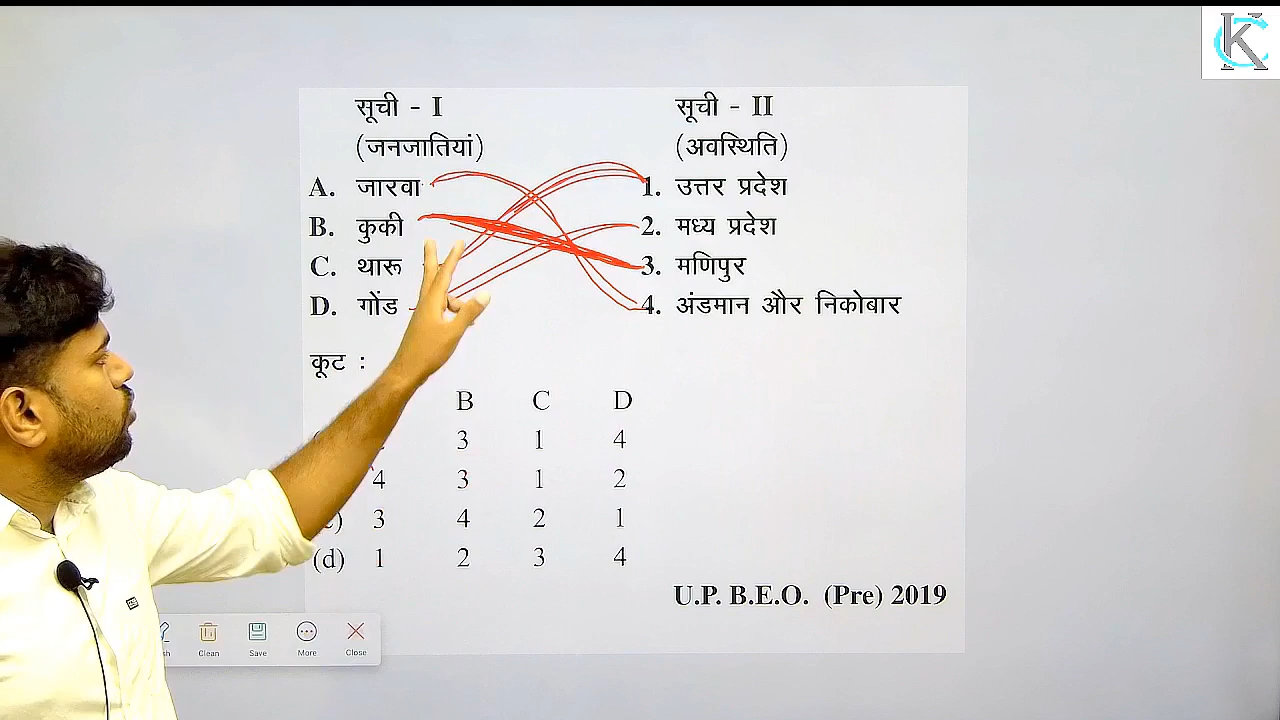 KC
सूची - I सूची - II
(जनजातियां) (अवस्थिति)
A. जारवा 1. उत्तर प्रदेश
B. कुकी 2. मध्य प्रदेश
C. थारू 3. मणिपुर
D. गोंड 4. अंडमान और निकोबार
कूट :
B C D
3 1 4
4 3 1 2
3 4 2 1
(d) 1 2 3 4
U.P. B.E.O. (Pre) 2019
Clean Save More Close